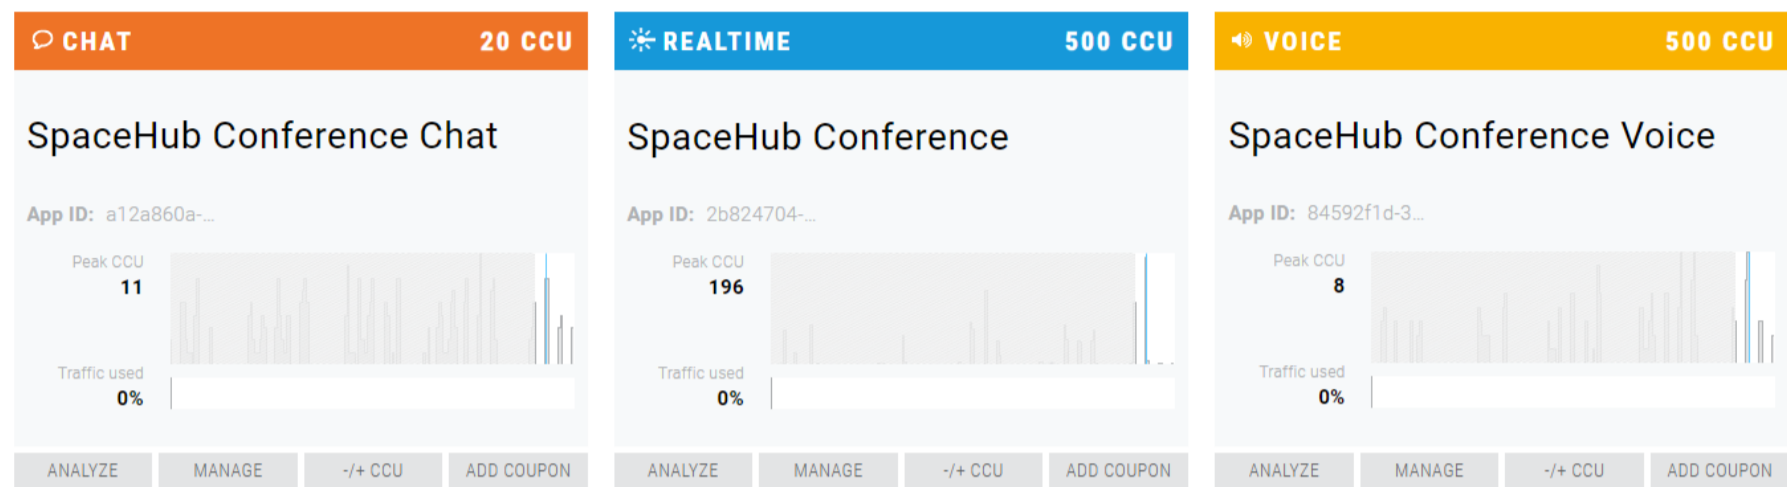 CHAT 20 CCU
SpaceHub Conference Chat
App ID: a12a860a-...
Peak CCU
11
Traffic used
0%
ANALYZE MANAGE -/+ CCU ADD COUPON
REALTIME 500 CCU
SpaceHub Conference
App ID: 2b824704-...
Peak CCU
196
Traffic used
0%
ANALYZE MANAGE -/+ CCU ADD COUPON
VOICE 500 CCU
SpaceHub Conference Voice
App ID: 84592f1d-3...
Peak CCU
8
Traffic used
0%
ANALYZE MANAGE -/+ CCU ADD COUPON